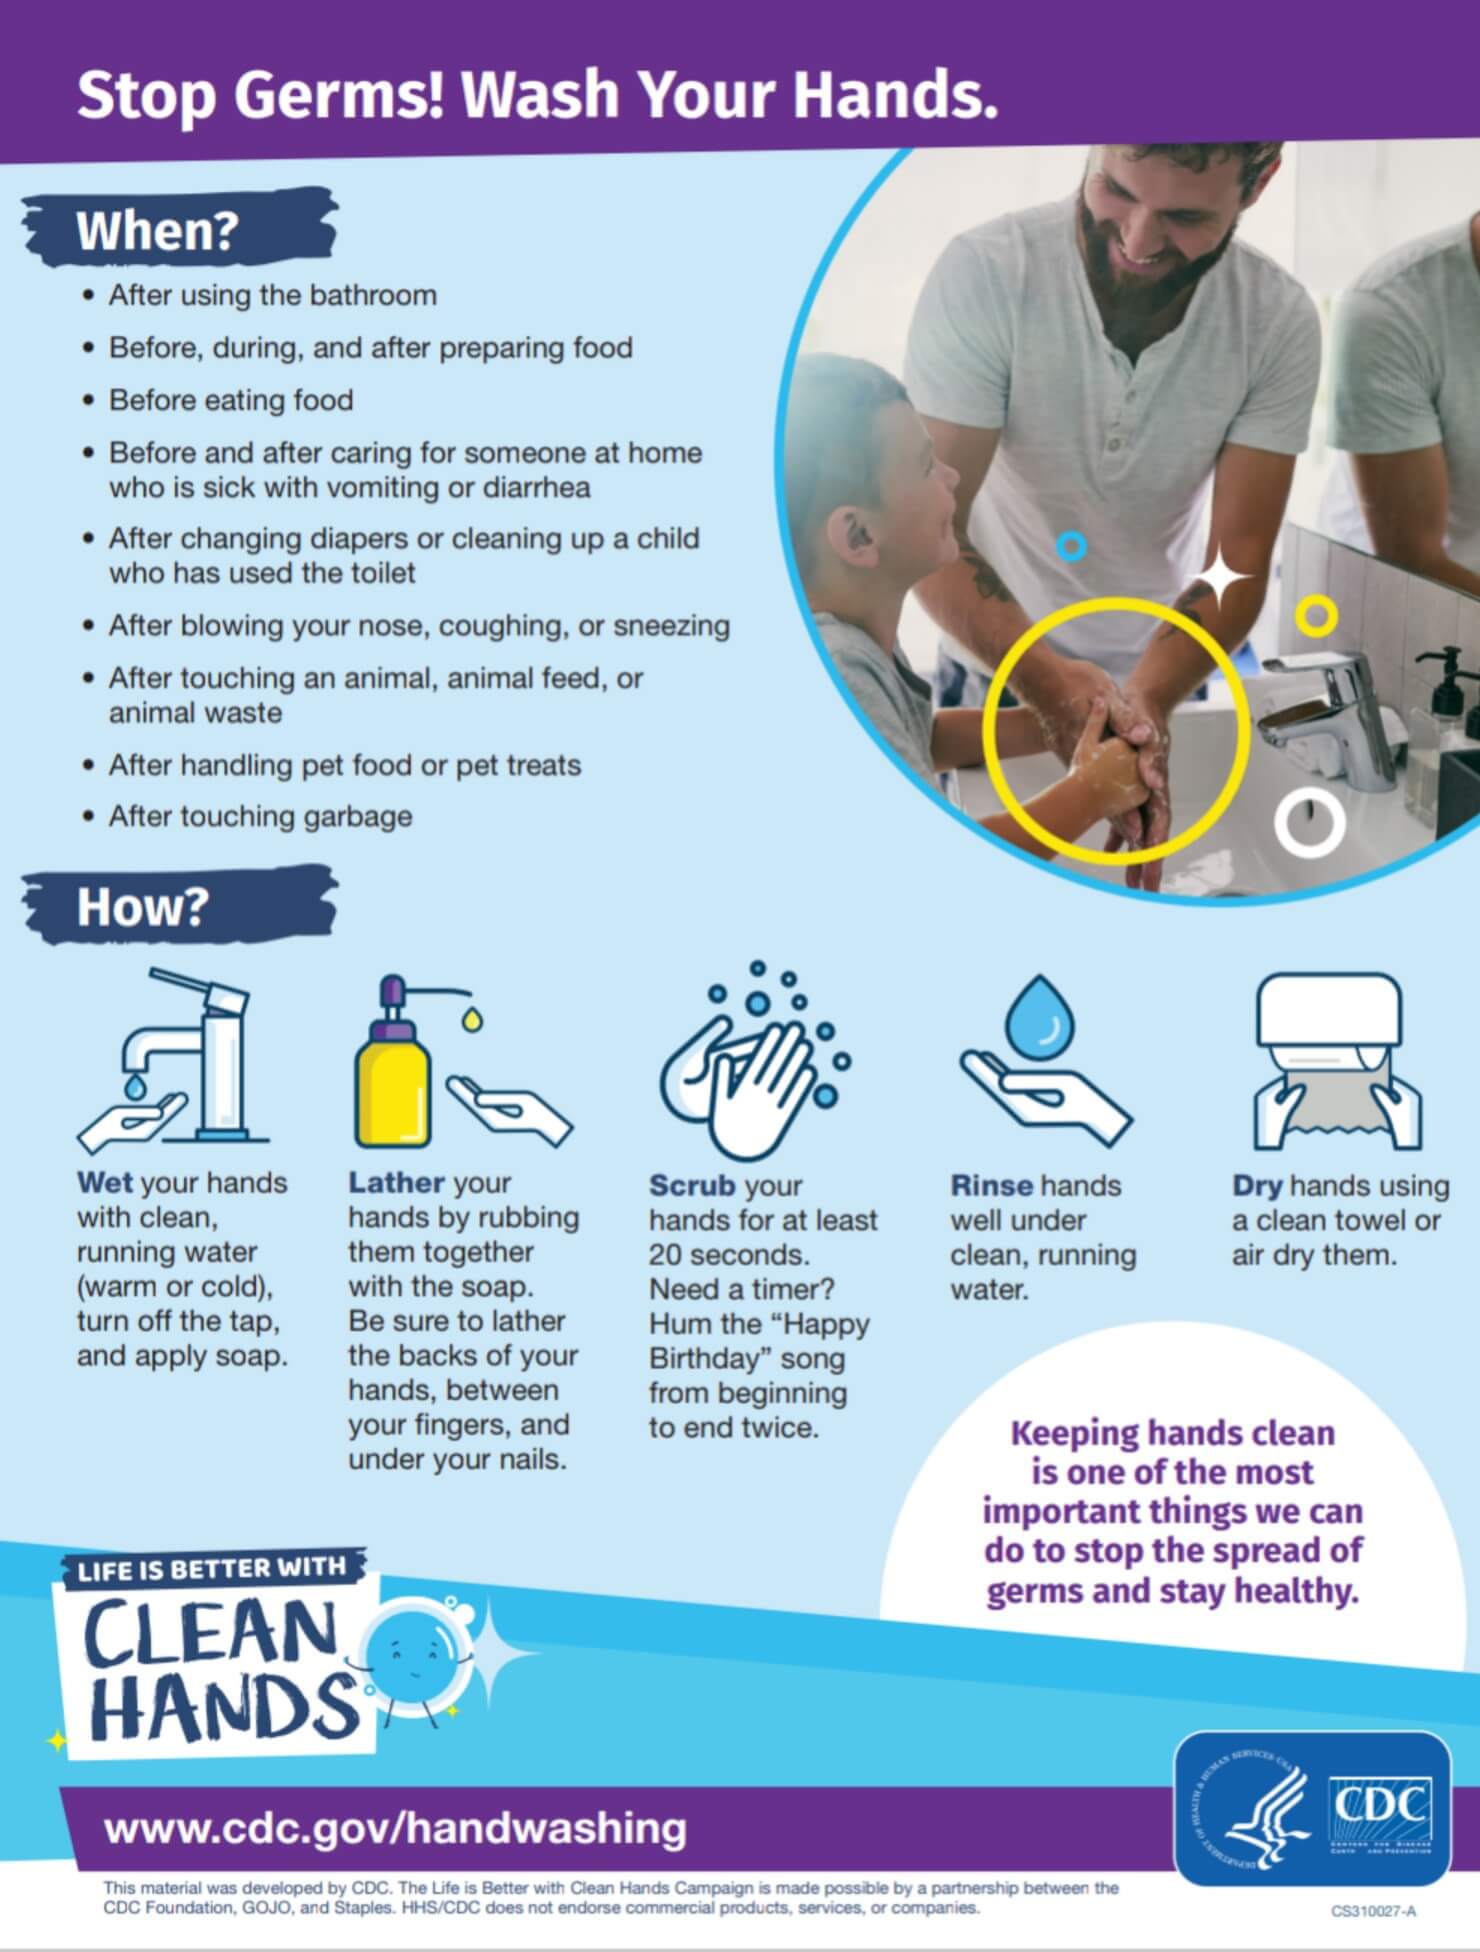 Stop Germs! Wash Your Hands.
When?
• After using the bathroom
• Before, during, and after preparing food
• Before eating food
• Before and after caring for someone at home
who is sick with vomiting or diarrhea
• After changing diapers or cleaning up a child
who has used the toilet
• After blowing your nose, coughing, or sneezing
• After touching an animal, animal feed, or
animal waste
• After handling pet food or pet treats
• After touching garbage
How?
Wet your hands
with clean,
running water
(warm or cold),
turn off the tap,
and apply soap.
Lather your
hands by rubbing
them together
with the soap.
Be sure to lather
the backs of your
hands, between
your fingers, and
under your nails.
Scrub your
hands for at least
20 seconds.
Need a timer?
Hum the “Happy
Birthday” song
from beginning
to end twice.
Rinse hands
well under
clean, running
water.
Dry hands using
a clean towel or
air dry them.
Keeping hands clean
is one of the most
important things we can
do to stop the spread of
germs and stay healthy.
LIFE IS BETTER WITH
CLEAN
HANDS
www.cdc.gov/handwashing
DEPARTMENT OF HEALTH & HUMAN SERVICES USA
CDC
CENTERS FOR DISEASE
This material was developed by CDC. The Life is Better with Clean Hands Campaign is made possible by a partnership between the
CDC Foundation, GOJO, and Staples. HHS/CDC does not endorse commercial products, services, or companies.
CS310027-A